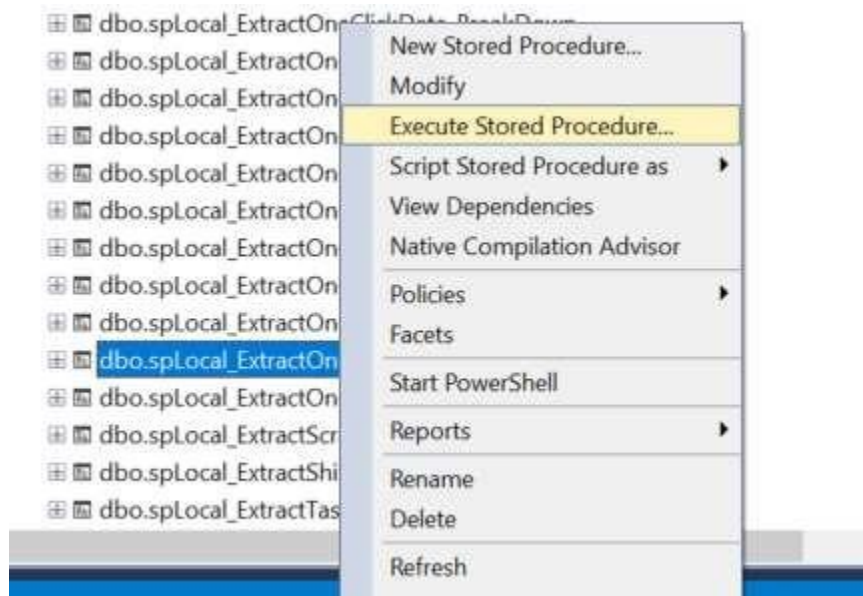 dbo.spLocal_ExtractOneClickData_BreakDown
dbo.spLocal_ExtractOn
dbo.spLocal_ExtractOn
dbo.spLocal_ExtractOn
dbo.spLocal_ExtractOn
dbo.spLocal_ExtractOn
dbo.spLocal_ExtractOn
dbo.spLocal_ExtractOn
dbo.spLocal_ExtractOn
dbo.spLocal_ExtractOn
dbo.spLocal_ExtractOn
dbo.spLocal_ExtractScr
dbo.spLocal_ExtractShi
dbo.spLocal_ExtractTas
New Stored Procedure...
Modify
Execute Stored Procedure...
Script Stored Procedure as
View Dependencies
Native Compilation Advisor
Policies
Facets
Start PowerShell
Reports
Rename
Delete
Refresh